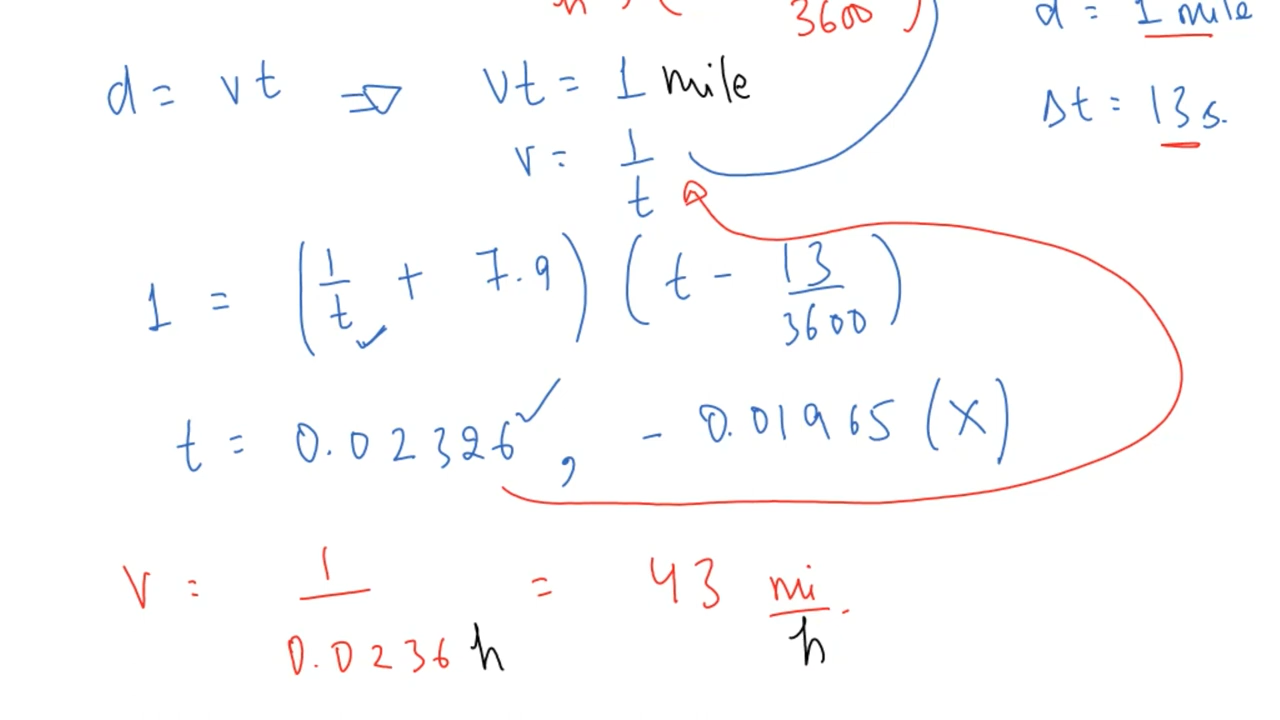 3600 )
d = 1 mile
d = vt ⇒ vt = 1 mile
Δt = 13 s.
v = 1/t
1 = (1/t + 7.9) (t - 13/3600)
t = 0.02326 ✓, - 0.01965 (X)
v = 1/0.0236 h = 43 mi/h.